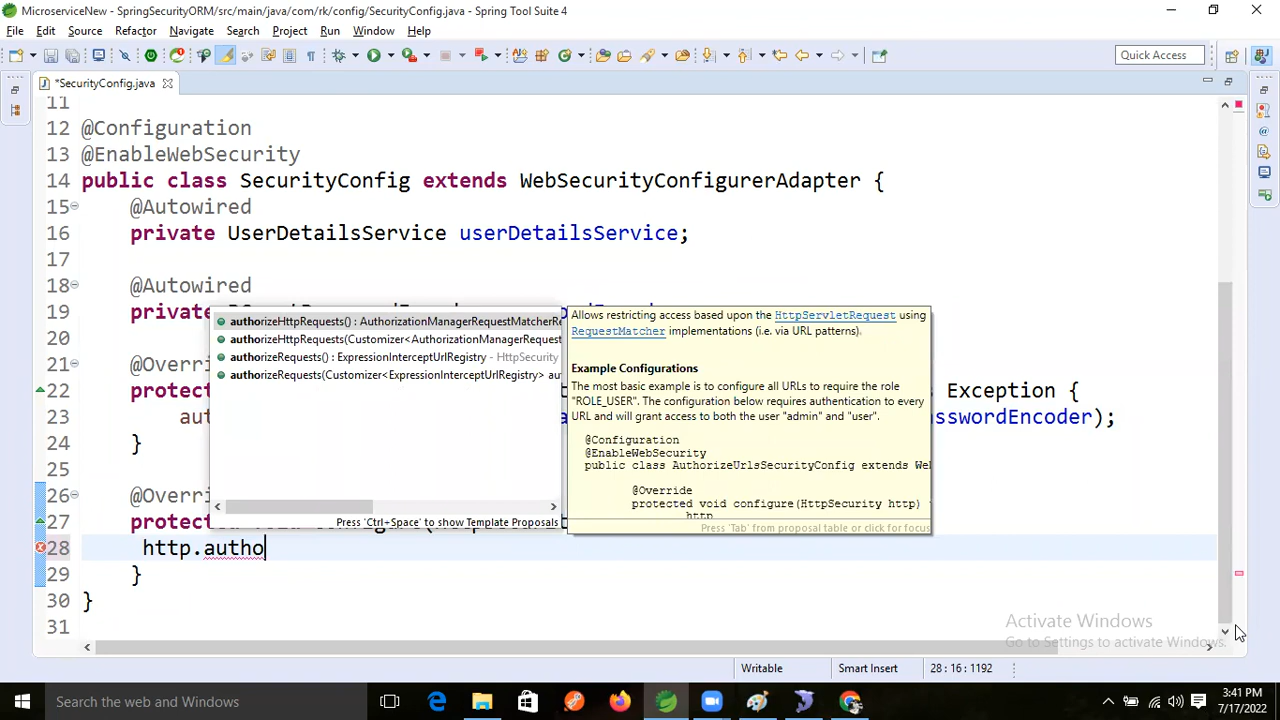 MicroserviceNew - SpringSecurityORM/src/main/java/com/rk/config/SecurityConfig.java - Spring Tool Suite 4
File Edit Source Refactor Navigate Search Project Run Window Help
Quick Access
*SecurityConfig.java
11
12 @Configuration
13 @EnableWebSecurity
14 public class SecurityConfig extends WebSecurityConfigurerAdapter {
15 @Autowired
16 private UserDetailsService userDetailsService;
17
18 @Autowired
19 private
20
21 @Overri
22 protec Exception {
23 aut asswordEncoder);
24 }
25
26 @Overri
27 protec
28 http.autho
29 }
30 }
31
authorizeHttpRequests() : AuthorizationManagerRequestMatcherRe
authorizeHttpRequests(Customizer<AuthorizationManagerRequest
authorizeRequests() : ExpressionInterceptUrlRegistry - HttpSecurity
authorizeRequests(Customizer<ExpressionInterceptUrlRegistry> au
Press 'Ctrl+Space' to show Template Proposals
Allows restricting access based upon the HttpServletRequest using
RequestMatcher implementations (i.e. via URL patterns).
Example Configurations
The most basic example is to configure all URLs to require the role
"ROLE_USER". The configuration below requires authentication to every
URL and will grant access to both the user "admin" and "user".
@Configuration
@EnableWebSecurity
public class AuthorizeUrlsSecurityConfig extends We
@Override
protected void configure(HttpSecurity http)
http
Press 'Tab' from proposal table or click for focus
Activate Windows
Go to Settings to activate Windows.
Writable Smart Insert 28 : 16 : 1192
Search the web and Windows
3:41 PM
7/17/2022